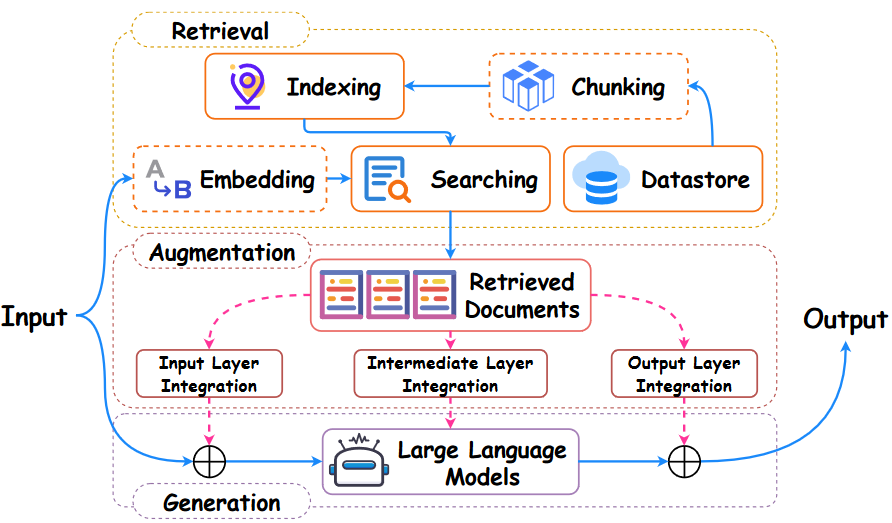 Retrieval
Indexing
Chunking
A
B
Embedding
Searching
Datastore
Augmentation
Retrieved
Documents
Input
Output
Input Layer
Integration
Intermediate Layer
Integration
Output Layer
Integration
Large Language
Models
Generation